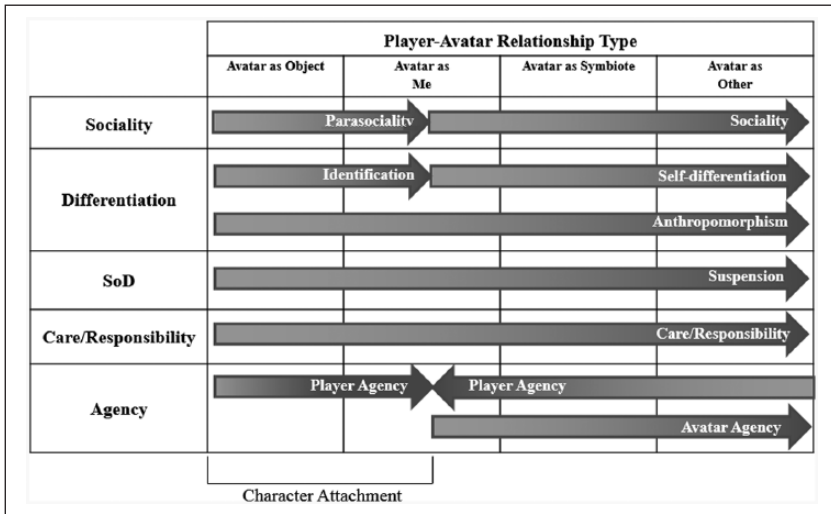 Player-Avatar Relationship Type
Avatar as Object
Avatar as
Me
Avatar as Symbiote
Avatar as
Other
Sociality
Parasociality
Sociality
Differentiation
Identification
Self-differentiation
Anthropomorphism
SoD
Suspension
Care/Responsibility
Care/Responsibility
Agency
Player Agency
Player Agency
Avatar Agency
Character Attachment